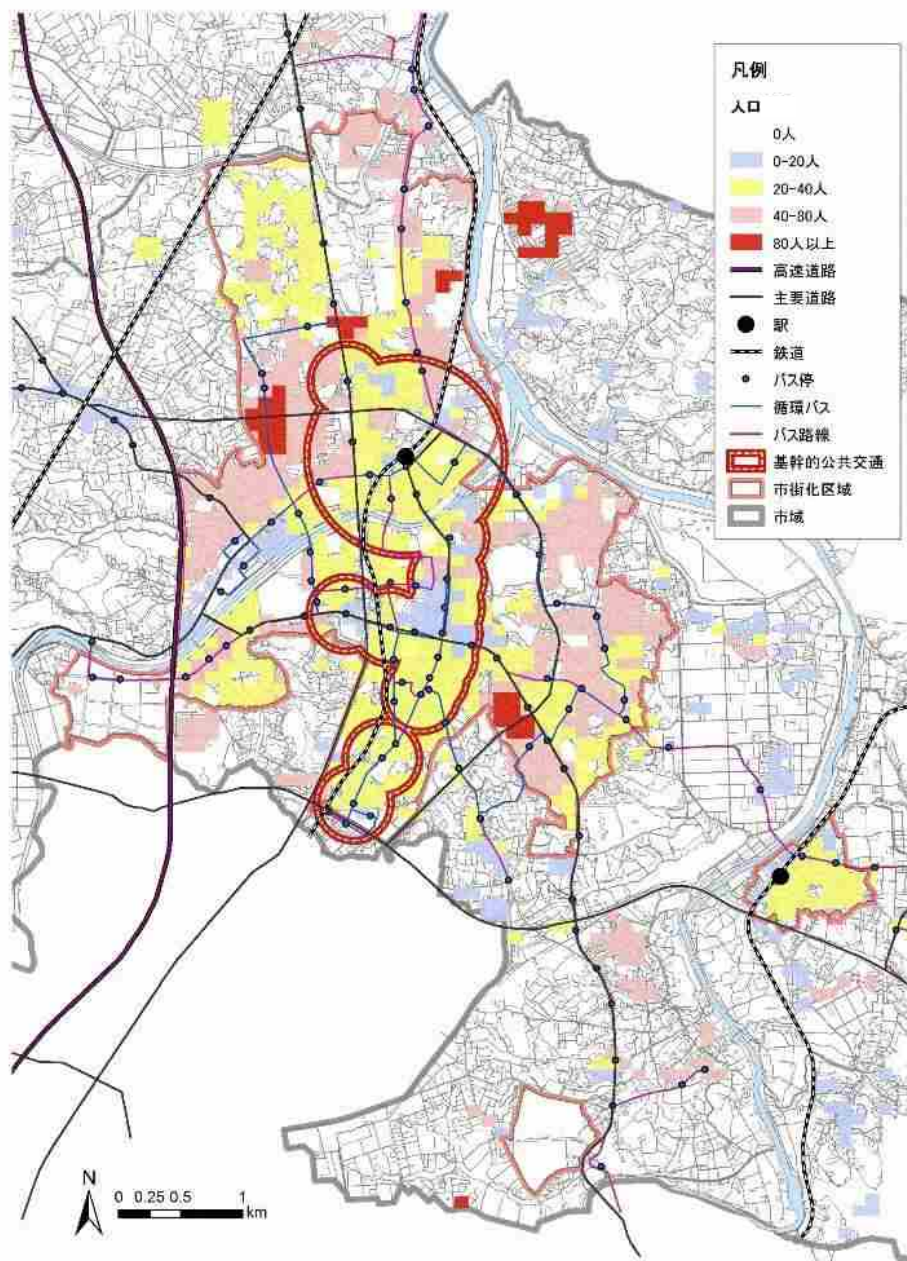 凡例
人口
0人
0-20人
20-40人
40-80人
80人以上
高速道路
主要道路
駅
鉄道
バス停
循環バス
バス路線
基幹的公共交通
市街化区域
市域
N
0 0.25 0.5 1
km